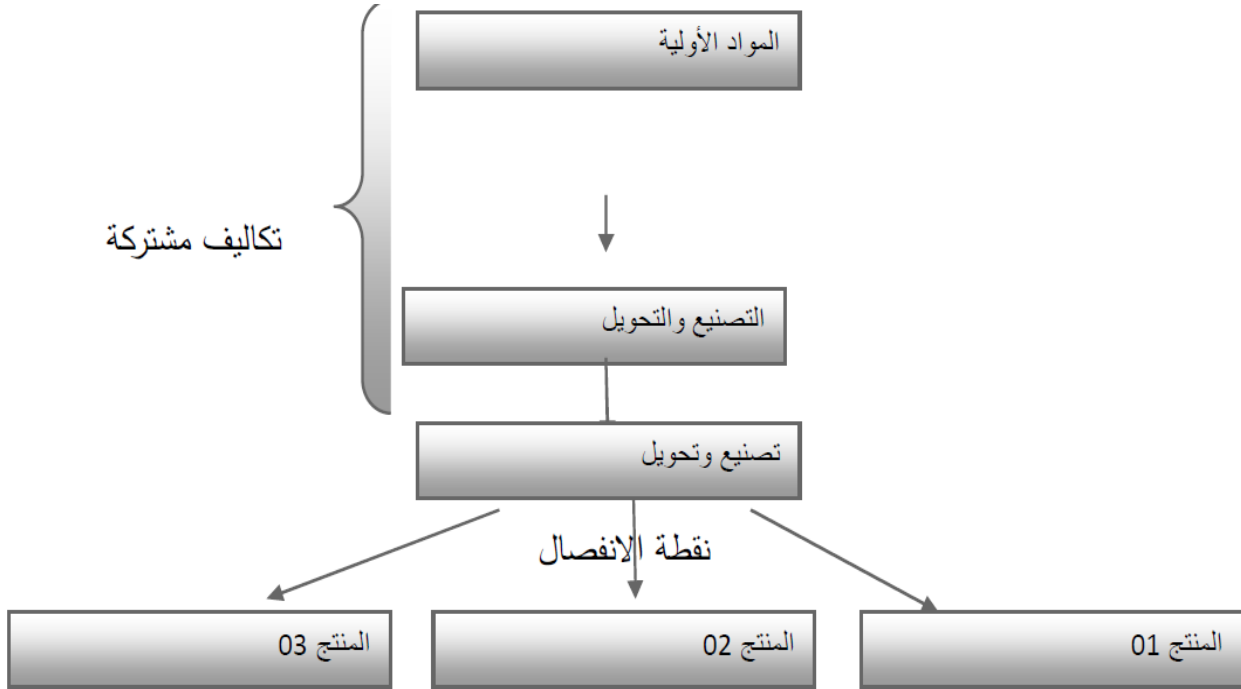 المواد الأولية
تكاليف مشتركة
التصنيع والتحويل
تصنيع وتحويل
نقطة الانفصال
المنتج 01
المنتج 02
المنتج 03